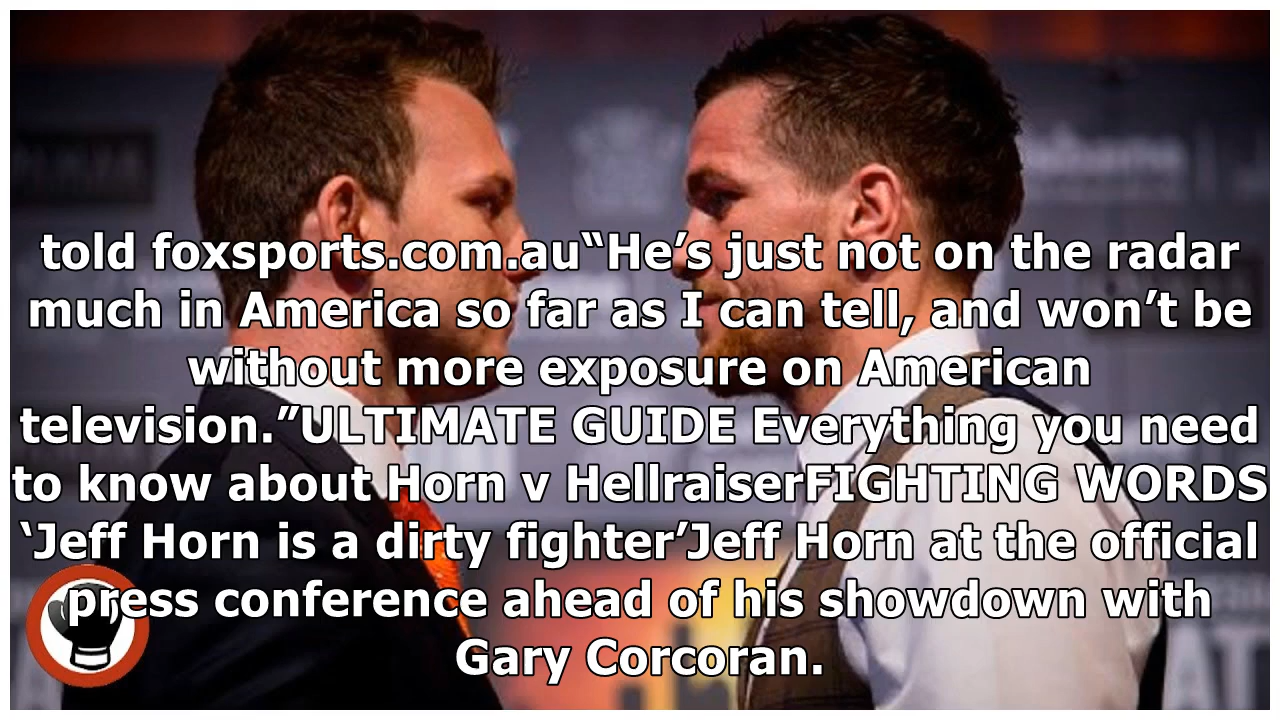 told foxsports.com.au“He’s just not on the radar
much in America so far as I can tell, and won’t be
without more exposure on American
television.”ULTIMATE GUIDE Everything you need
to know about Horn v HellraiserFIGHTING WORDS
‘Jeff Horn is a dirty fighter’Jeff Horn at the official
press conference ahead of his showdown with
Gary Corcoran.